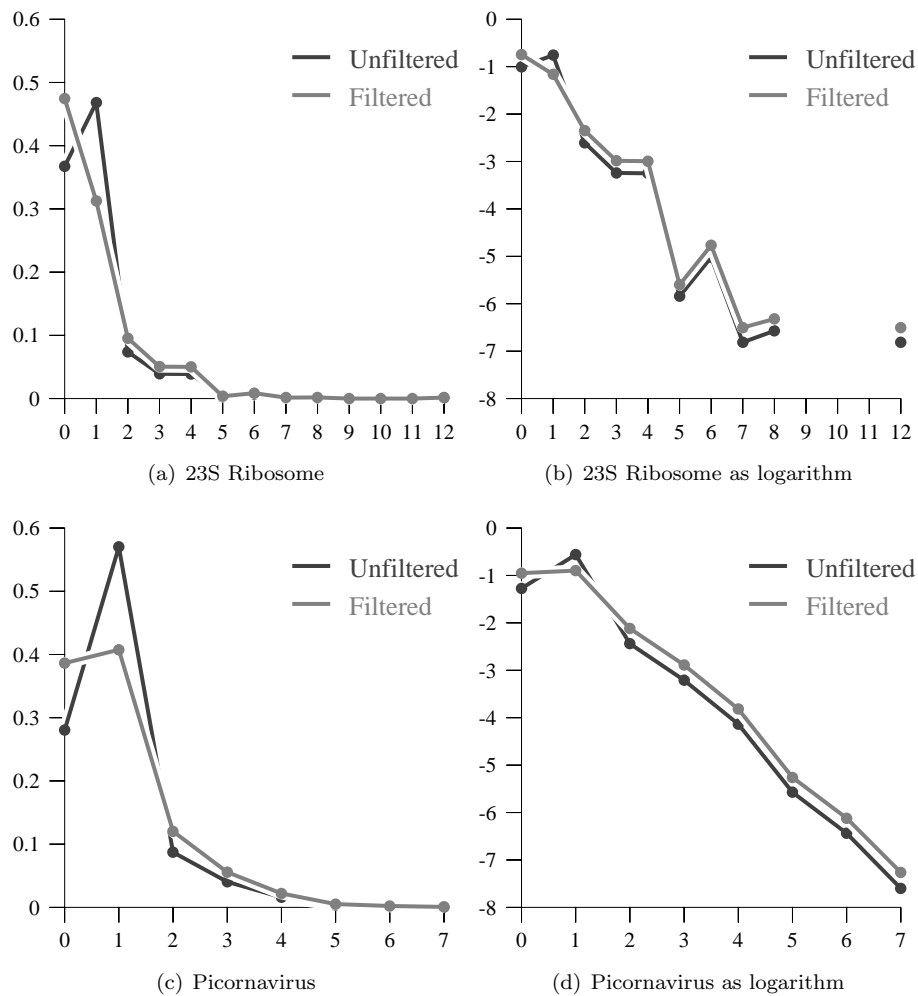 0.6
0.5
0.4
0.3
0.2
0.1
0
0 1 2 3 4 5 6 7 8 9 10 11 12
Unfiltered
Filtered
(a) 23S Ribosome
0
-1
-2
-3
-4
-5
-6
-7
-8
0 1 2 3 4 5 6 7 8 9 10 11 12
Unfiltered
Filtered
(b) 23S Ribosome as logarithm
0.6
0.5
0.4
0.3
0.2
0.1
0
0 1 2 3 4 5 6 7
Unfiltered
Filtered
(c) Picornavirus
0
-1
-2
-3
-4
-5
-6
-7
-8
0 1 2 3 4 5 6 7
Unfiltered
Filtered
(d) Picornavirus as logarithm